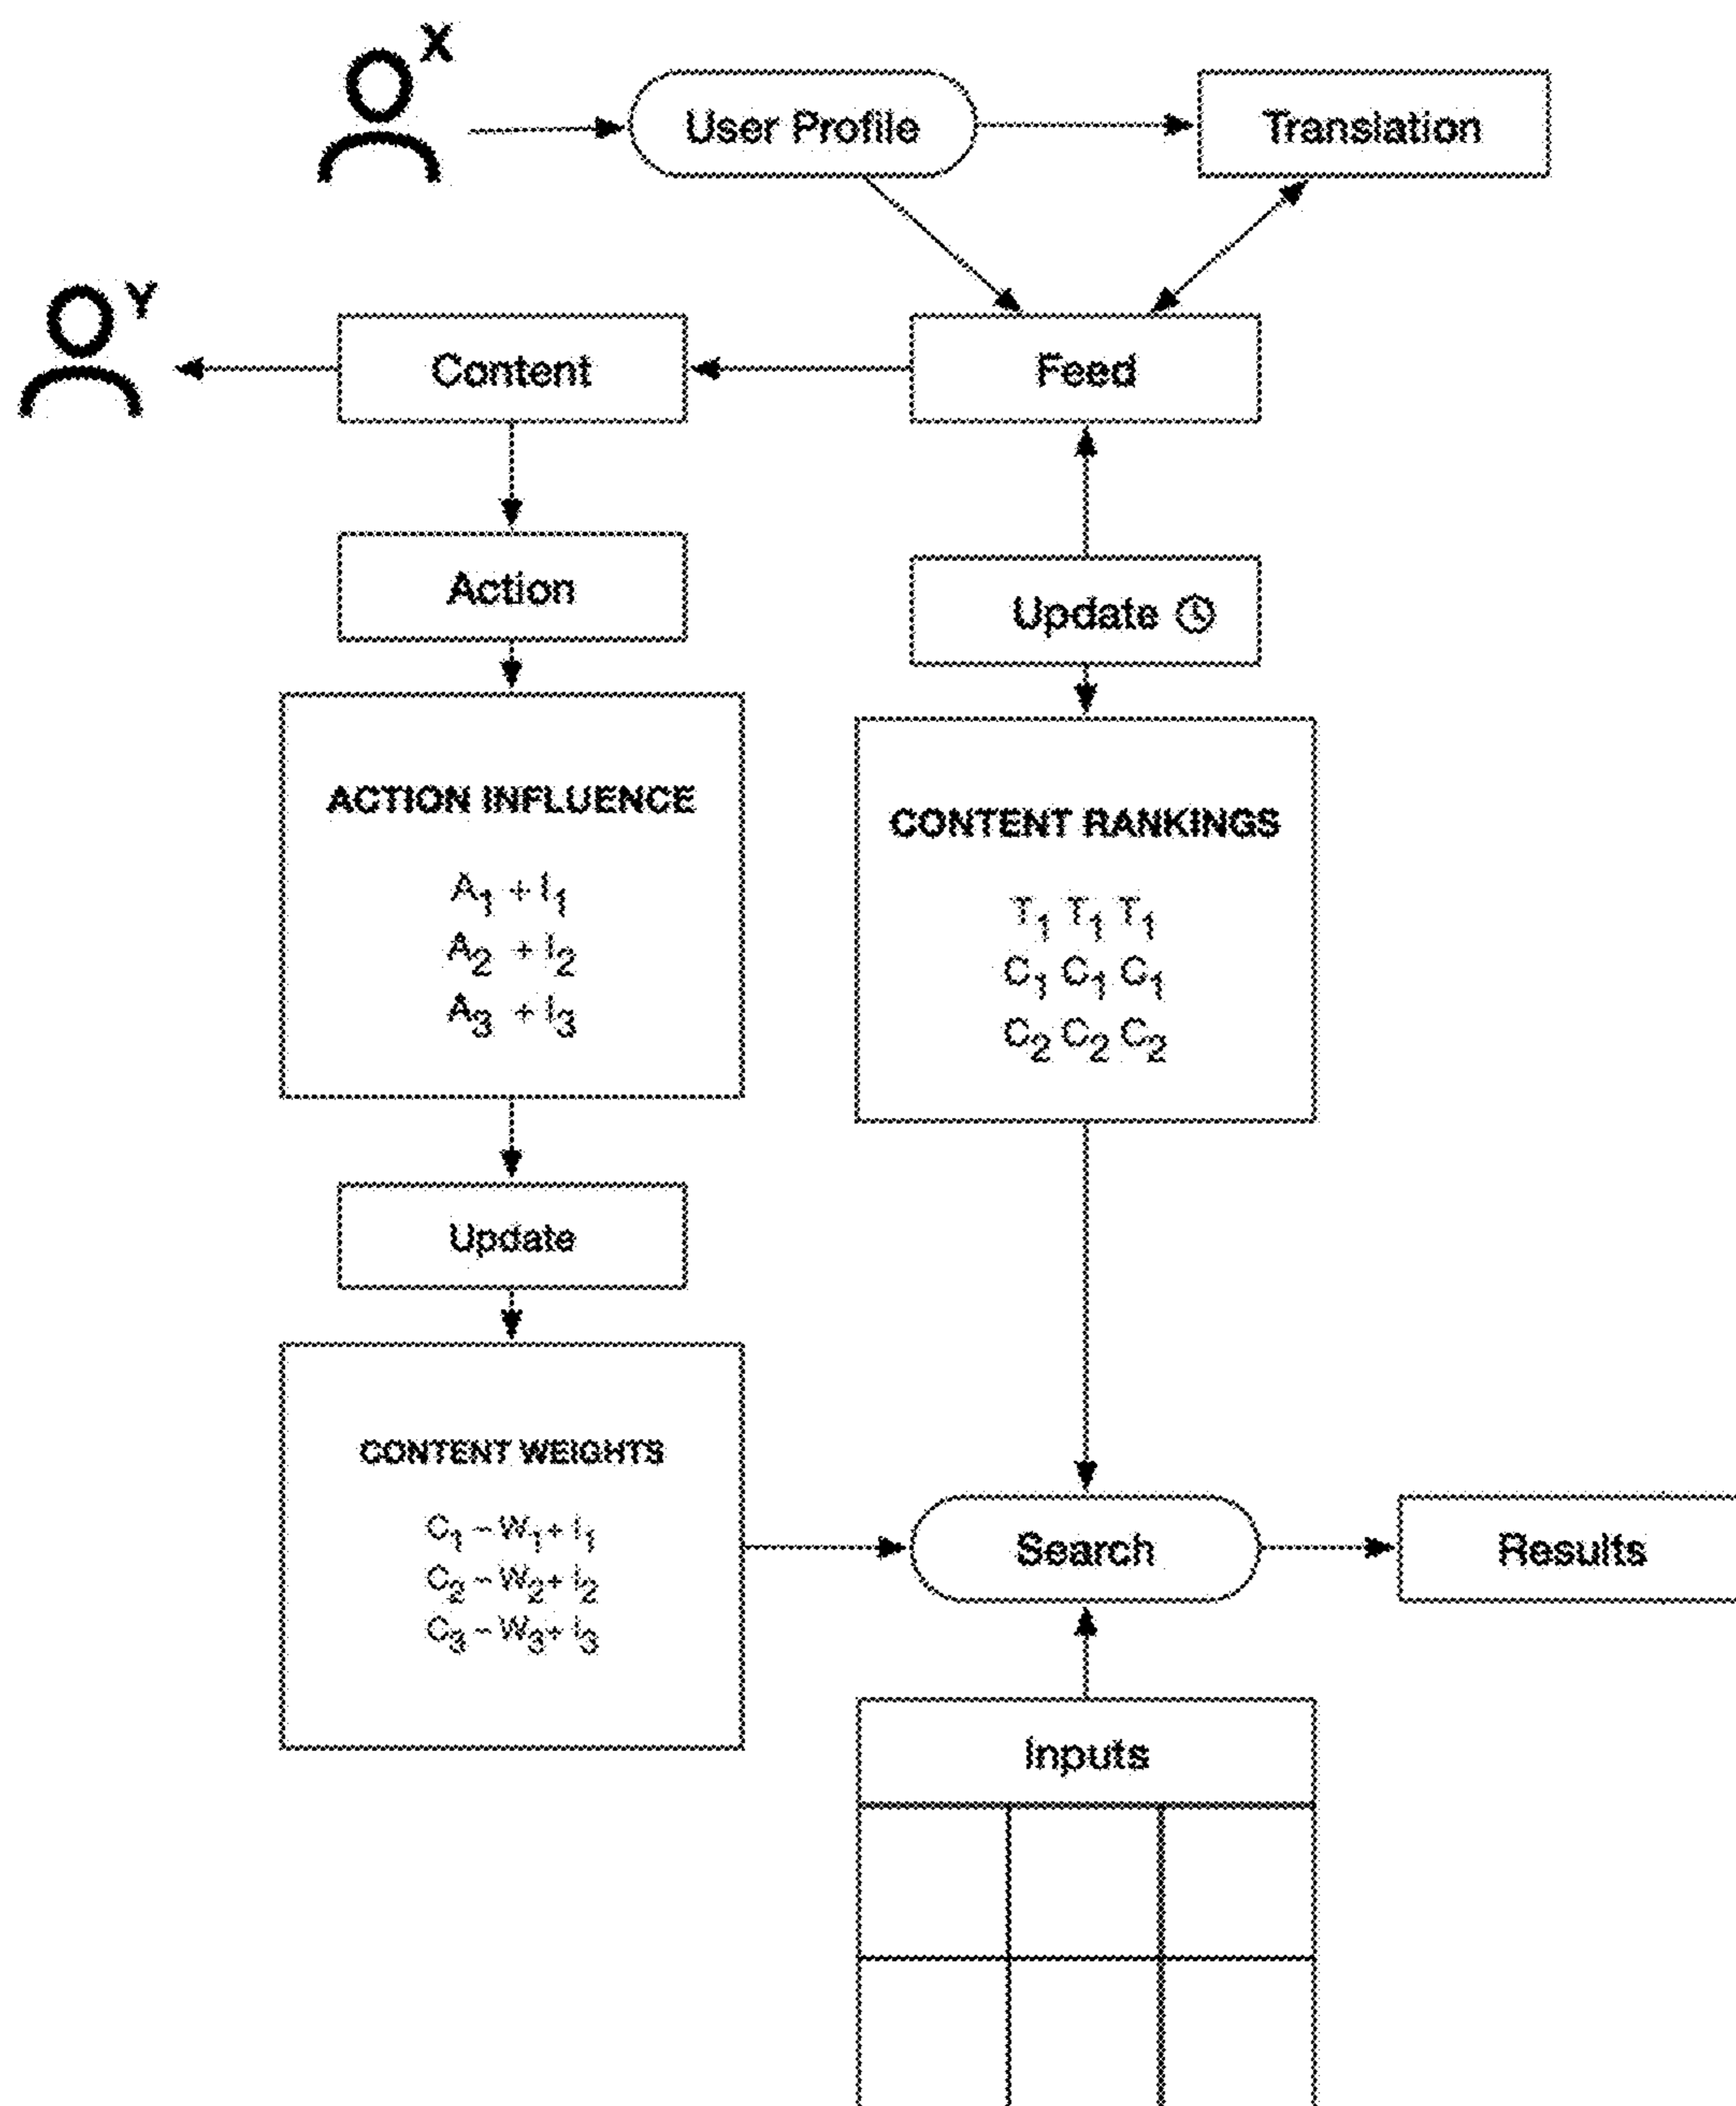 X
User Profile
Translation
Y
Content
Feed
Action
Update
ACTION INFLUENCE
A₁ + I₁
A₂ + I₂
A₃ + I₃
CONTENT RANKINGS
T₁ T₁ T₁
C₁ C₁ C₁
C₂ C₂ C₂
Update
CONTENT WEIGHTS
C₁ – W₁ + I₁
C₂ – W₂ + I₂
C₃ – W₃ + I₃
Search
Results
Inputs